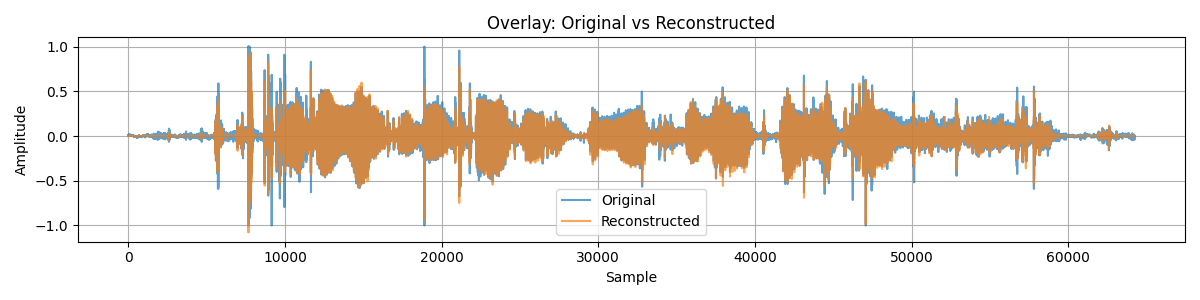 Overlay: Original vs Reconstructed
1.0
0.5
0.0
−0.5
−1.0
Amplitude
Original
Reconstructed
0
10000
20000
30000
40000
50000
60000
Sample